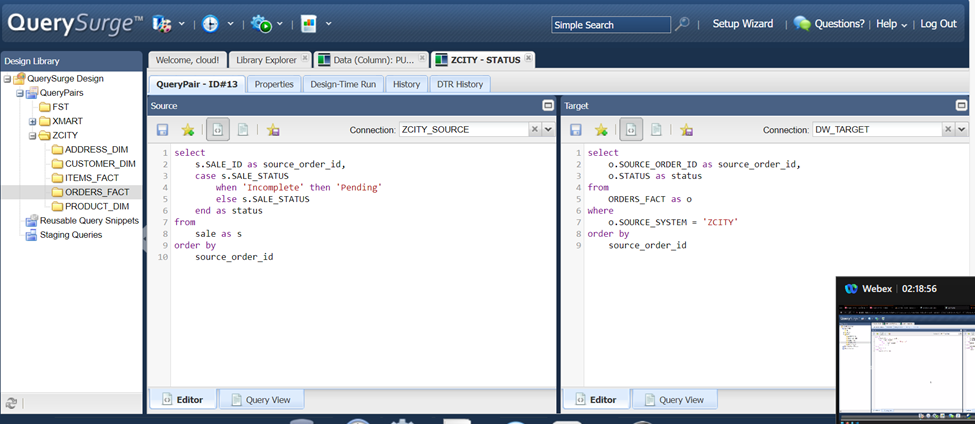 QuerySurge™
Simple Search
Setup Wizard
Questions?
Help
Log Out
Design Library
QuerySurge Design
QueryPairs
FST
XMART
ZCITY
ADDRESS_DIM
CUSTOMER_DIM
ITEMS_FACT
ORDERS_FACT
PRODUCT_DIM
Reusable Query Snippets
Staging Queries
Welcome, cloud!
Library Explorer
Data (Column): PU...
ZCITY - STATUS
QueryPair - ID#13
Properties
Design-Time Run
History
DTR History
Source
Connection: ZCITY_SOURCE
1 select
2 s.SALE_ID as source_order_id,
3 case s.SALE_STATUS
4 when 'Incomplete' then 'Pending'
5 else s.SALE_STATUS
6 end as status
7 from
8 sale as s
9 order by
10 source_order_id
Editor
Query View
Target
Connection: DW_TARGET
1 select
2 o.SOURCE_ORDER_ID as source_order_id,
3 o.STATUS as status
4 from
5 ORDERS_FACT as o
6 where
7 o.SOURCE_SYSTEM = 'ZCITY'
8 order by
9 source_order_id
Editor
Query View
Webex
02:18:56